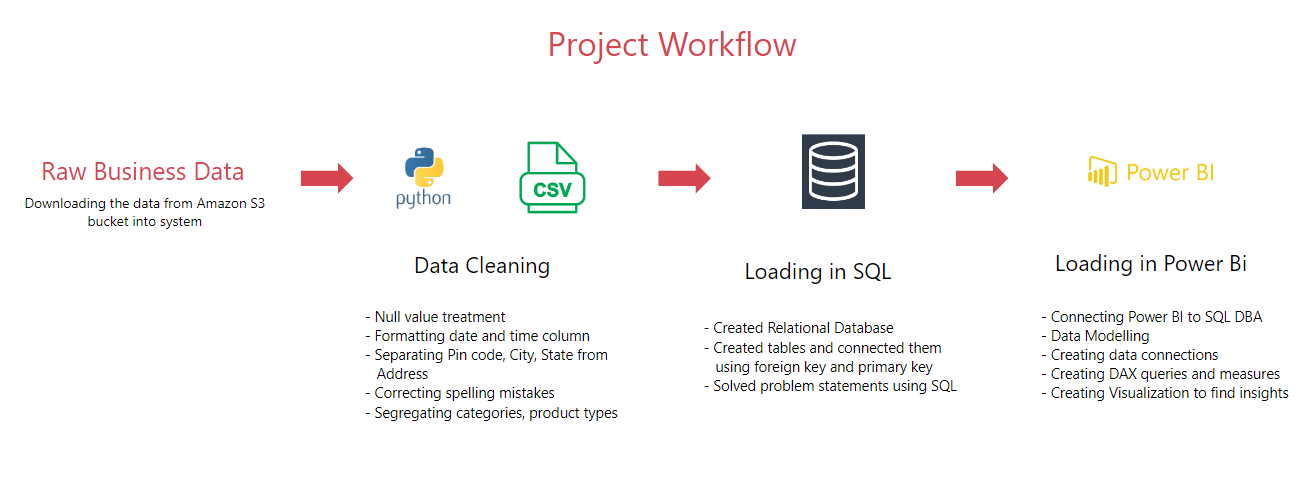 Project Workflow
Raw Business Data
Downloading the data from Amazon S3
bucket into system
python
CSV
Power BI
Data Cleaning
- Null value treatment
- Formatting date and time column
- Separating Pin code, City, State from
Address
- Correcting spelling mistakes
- Segregating categories, product types
Loading in SQL
- Created Relational Database
- Created tables and connected them
using foreign key and primary key
- Solved problem statements using SQL
Loading in Power Bi
- Connecting Power BI to SQL DBA
- Data Modelling
- Creating data connections
- Creating DAX queries and measures
- Creating Visualization to find insights